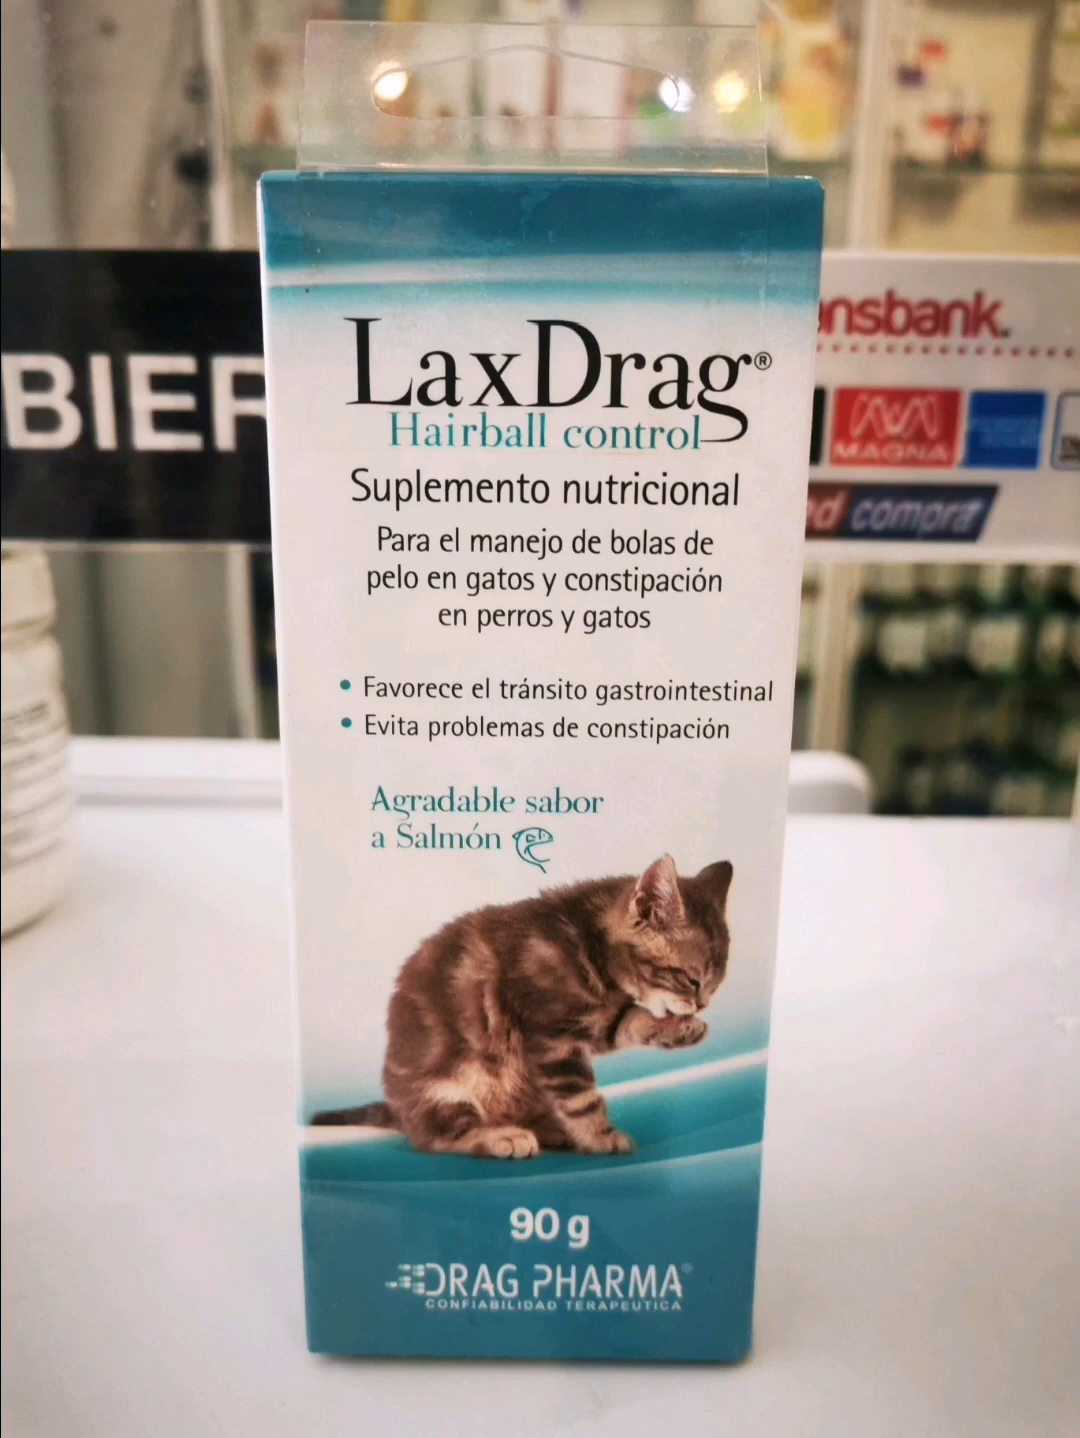 LaxDrag®
Hairball control
Suplemento nutricional
Para el manejo de bolas de
pelo en gatos y constipación
en perros y gatos
• Favorece el tránsito gastrointestinal
• Evita problemas de constipación
Agradable sabor
a Salmón
90 g
DRAG PHARMA®
CONFIABILIDAD TERAPEUTICA
BIER
nsbank.
MAGNA
compra